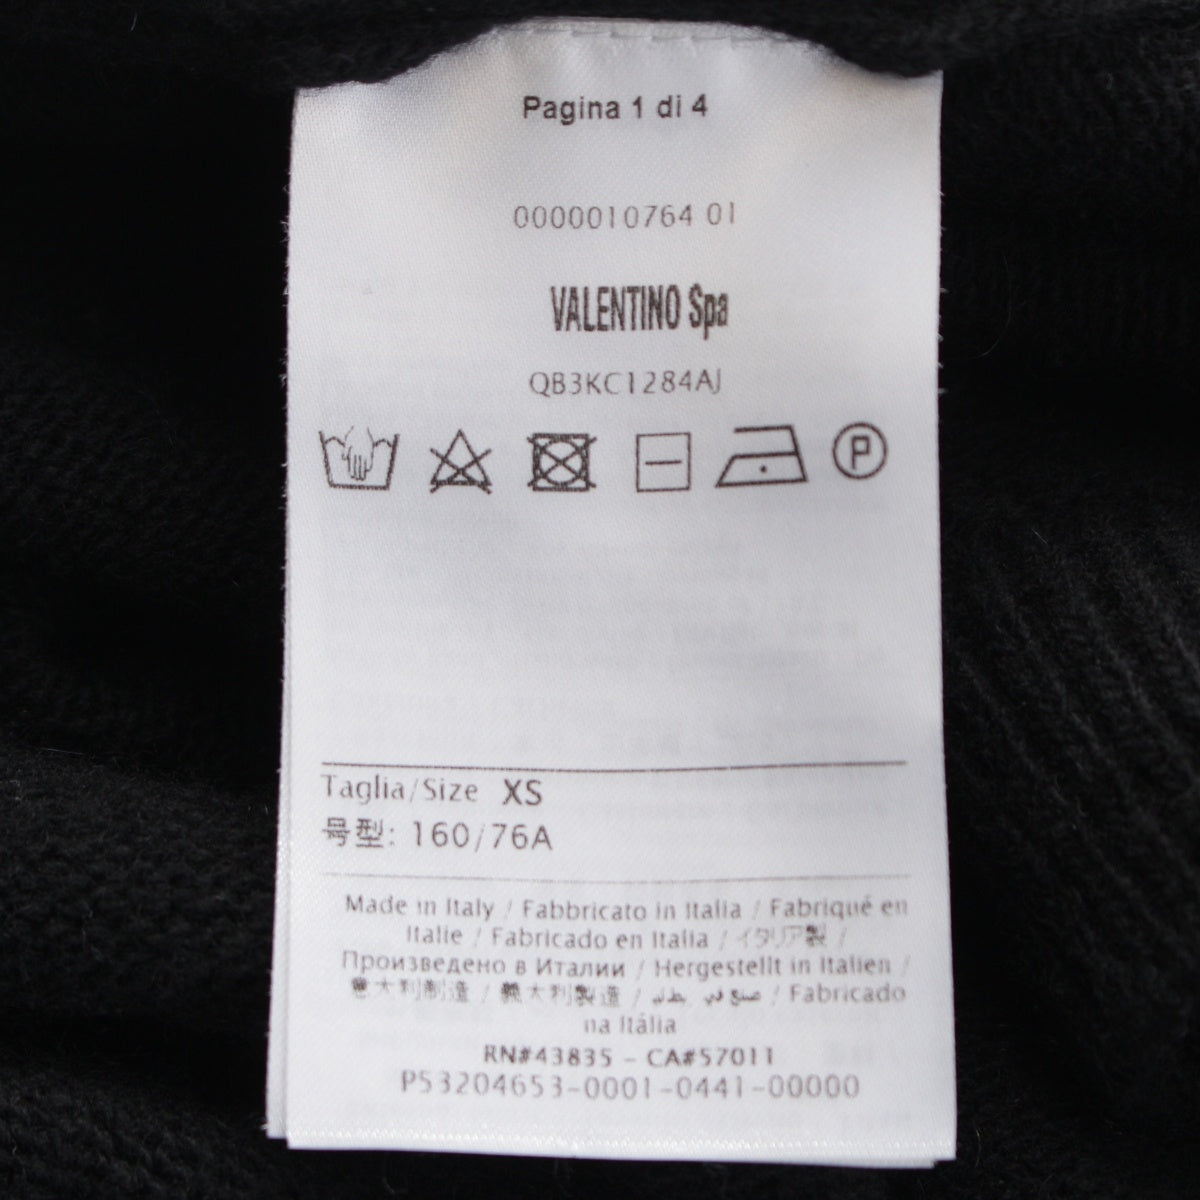 Pagina 1 di 4
0000010764 01
VALENTINO Spa
QB3KC1284AJ
P
Taglia/Size XS
号型: 160/76A
Made in Italy / Fabbricato in Italia / Fabriqué en
Italie / Fabricado en Italia / イタリア製 /
Произведено в Италии / Hergestellt in Italien /
意大利制造 / 義大利製造 / صنع في / Fabricado
na Itália
RN#43835 - CA#57011
P53204653-0001-0441-00000